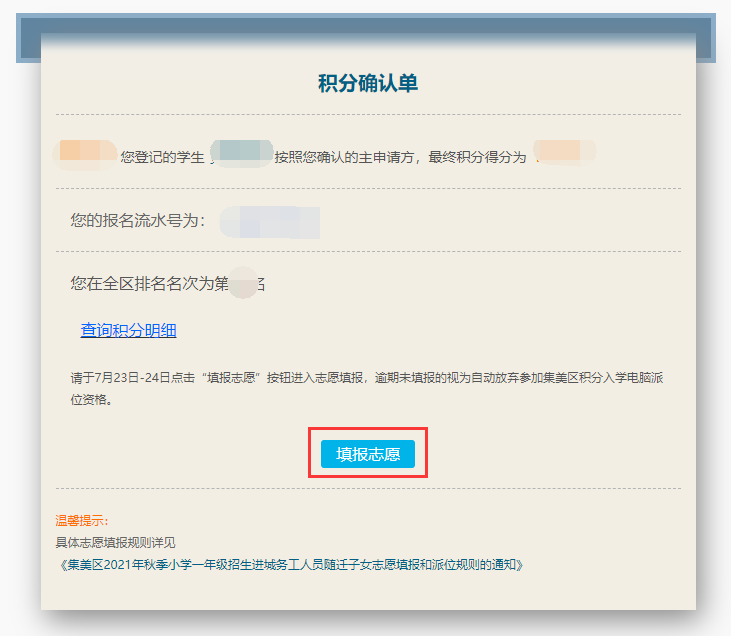 积分确认单
您登记的学生 按照您确认的主申请方，最终积分得分为
您的报名流水号为：
您在全区排名名次为第 名
查询积分明细
请于7月23日-24日点击“填报志愿”按钮进入志愿填报，逾期未填报的视为自动放弃参加集美区积分入学电脑派
位资格。
填报志愿
温馨提示：
具体志愿填报规则详见
《集美区2021年秋季小学一年级招生进城务工人员随迁子女志愿填报和派位规则的通知》